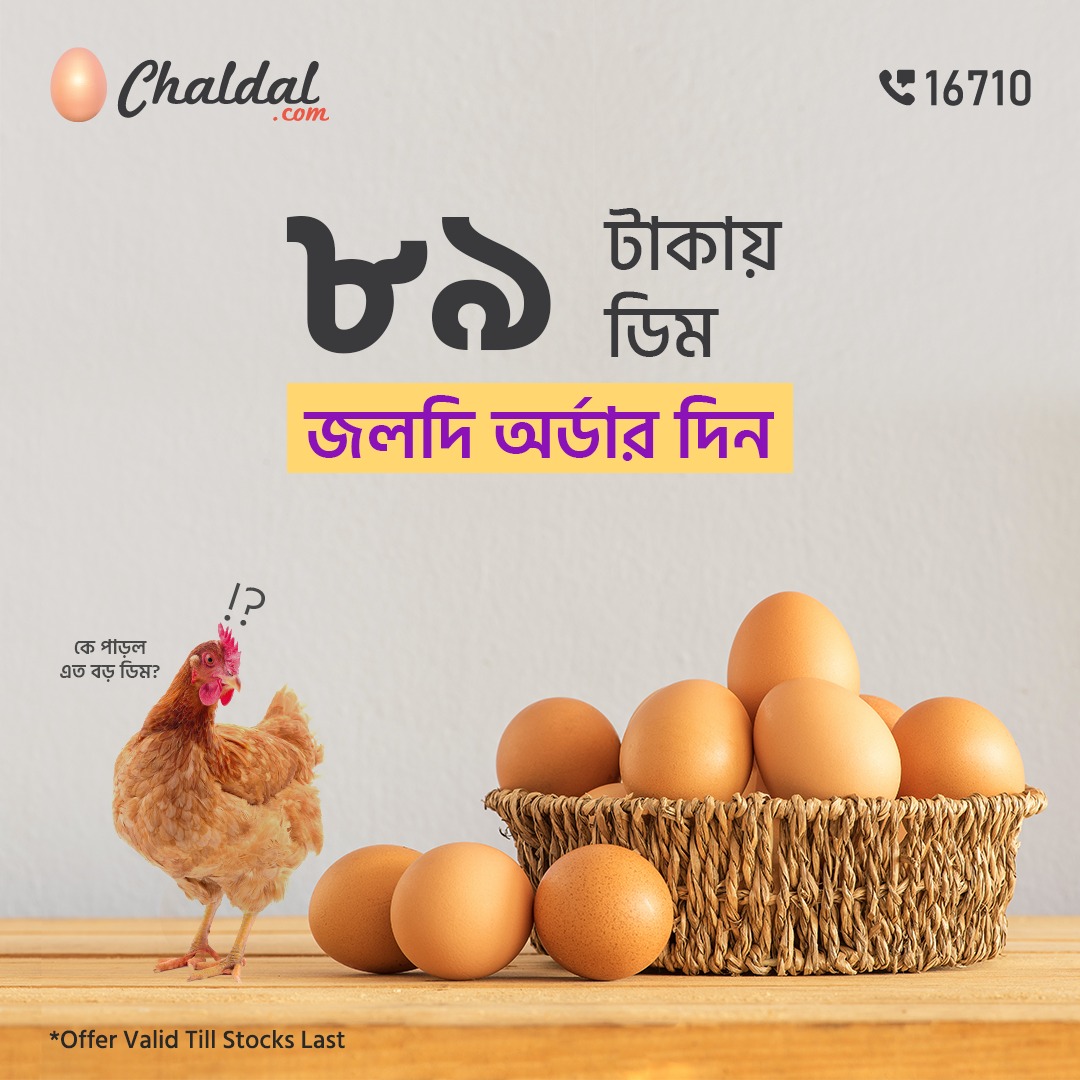 Chaldal
.com
16710
৮৯ টাকায়
ডিম
জলদি অর্ডার দিন
!?
কে পাড়ল
এত বড় ডিম?
*Offer Valid Till Stocks Last